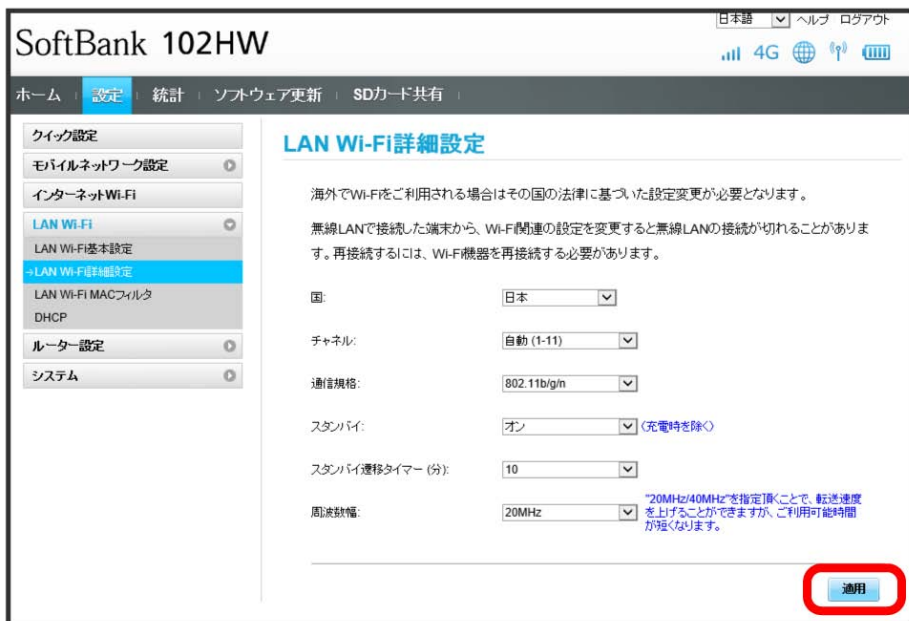 日本語 ヘルプ ログアウト
SoftBank 102HW
4G
ホーム 設定 統計 ソフトウェア更新 SDカード共有
クイック設定
モバイルネットワーク設定
インターネットWi-Fi
LAN Wi-Fi
LAN Wi-Fi基本設定
→LAN Wi-Fi詳細設定
LAN Wi-Fi MACフィルタ
DHCP
ルーター設定
システム
LAN Wi-Fi詳細設定
海外でWi-Fiをご利用される場合はその国の法律に基づいた設定変更が必要となります。
無線LANで接続した端末から、Wi-Fi関連の設定を変更すると無線LANの接続が切れることがありま
す。再接続するには、Wi-Fi機器を再接続する必要があります。
国: 日本
チャネル: 自動 (1-11)
通信規格: 802.11b/g/n
スタンバイ: オン (充電時を除く)
スタンバイ遷移タイマー (分): 10
周波数幅: 20MHz
"20MHz/40MHz"を指定頂くことで、転送速度
を上げることができますが、ご利用可能時間
が短くなります。
適用